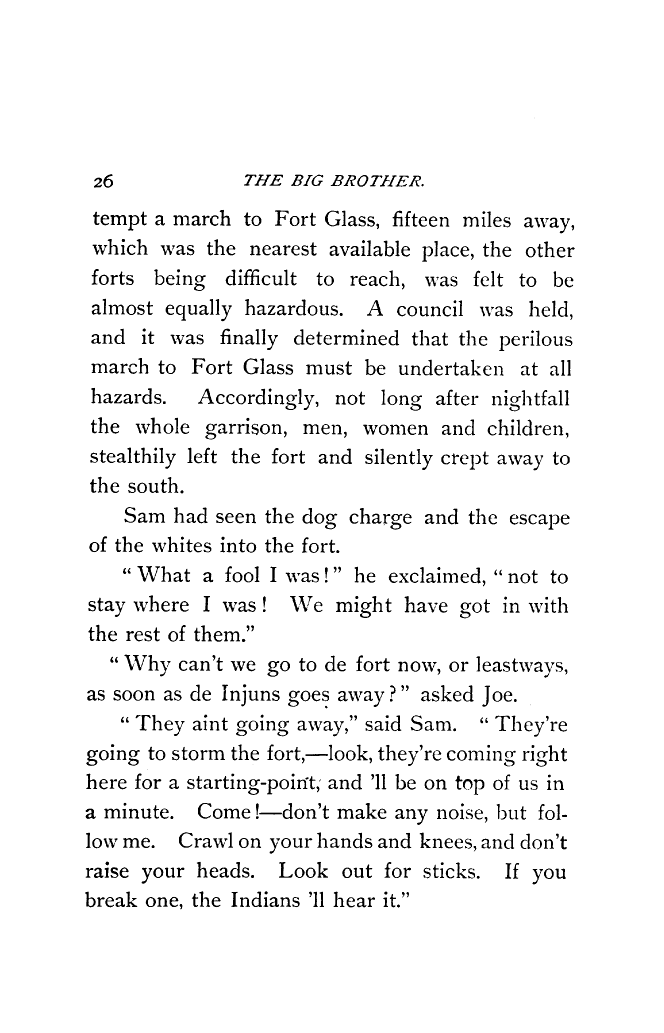 26 THE BIG BROTHER.
tempt a march to Fort Glass, fifteen miles away,
which was the nearest available place, the other
forts being difficult to reach, was felt to be
almost equally hazardous. A council was held,
and it was finally determined that the perilous
march to Fort Glass must be undertaken at all
hazards. Accordingly, not long after nightfall
the whole garrison, men, women and children,
stealthily left the fort and silently crept away to
the south.
Sam had seen the dog charge and the escape
of the whites into the fort.
“What a fool I was!” he exclaimed, “not to
stay where I was! We might have got in with
the rest of them.”
“Why can’t we go to de fort now, or leastways,
as soon as de Injuns goes away?” asked Joe.
“They aint going away,” said Sam. “They’re
going to storm the fort,—look, they’re coming right
here for a starting-point, and ’ll be on top of us in
a minute. Come!—don’t make any noise, but fol-
low me. Crawl on your hands and knees, and don’t
raise your heads. Look out for sticks. If you
break one, the Indians ’ll hear it.”